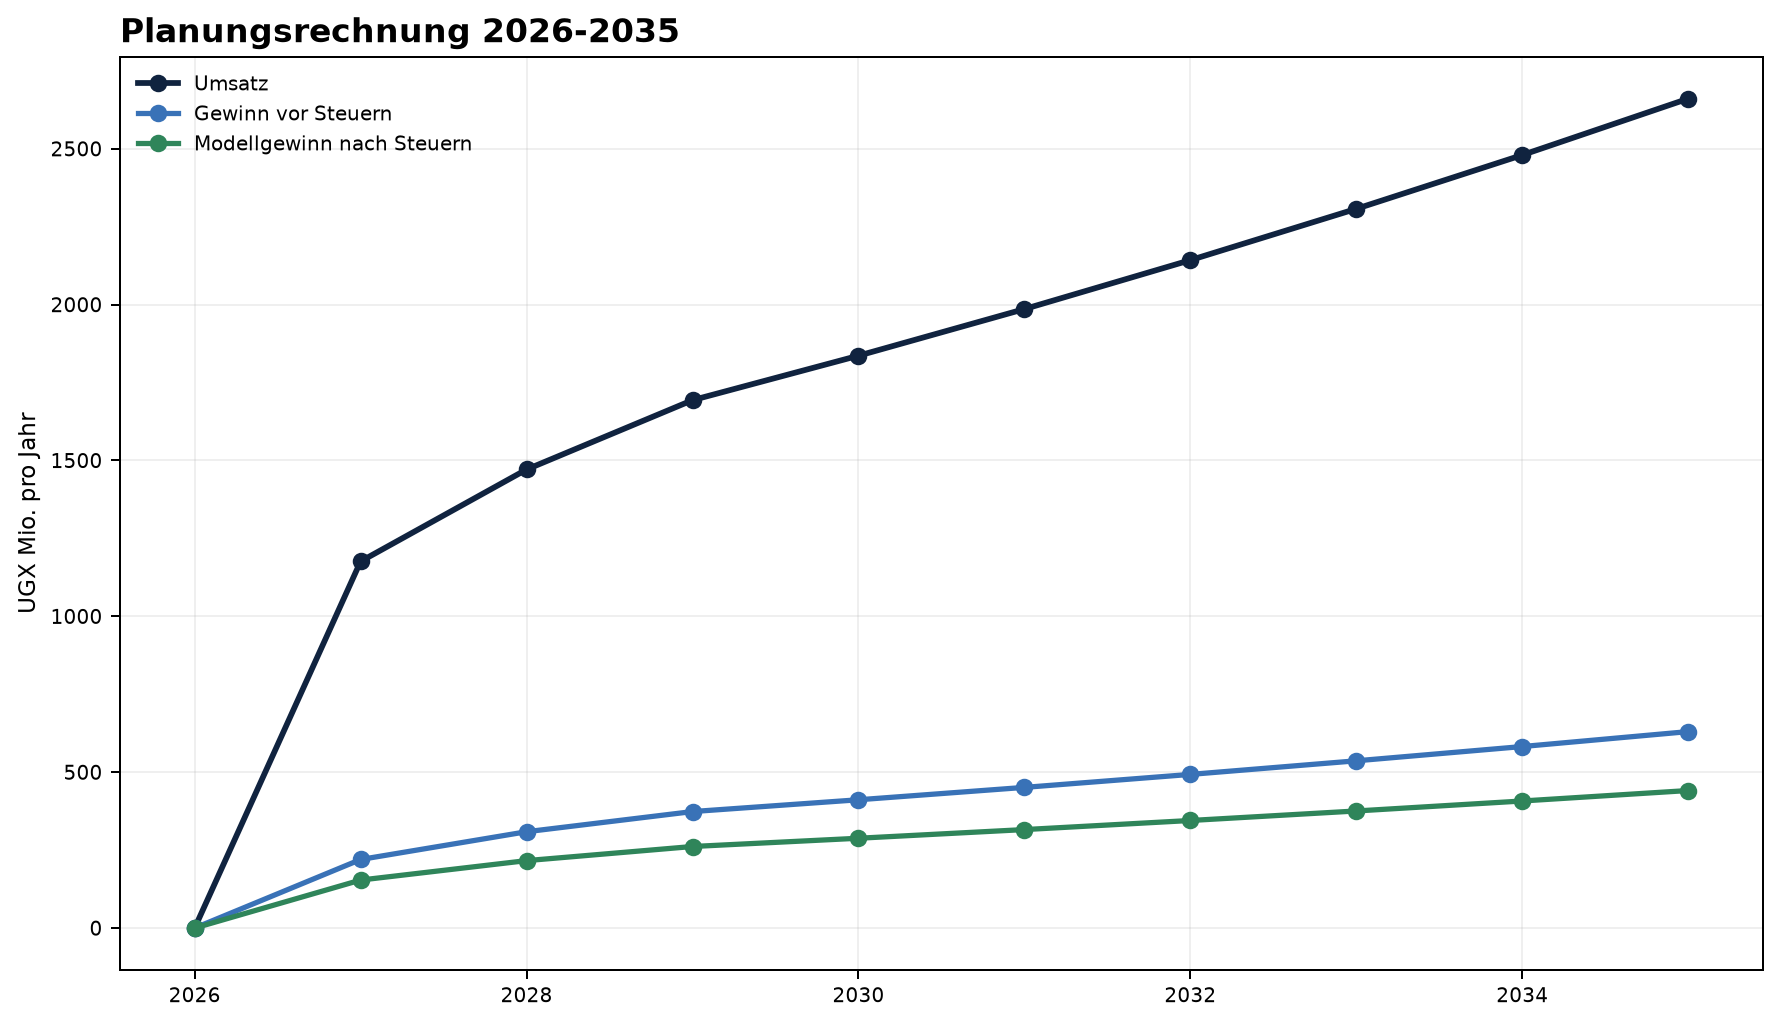 Planungsrechnung 2026-2035
Umsatz
Gewinn vor Steuern
Modellgewinn nach Steuern
UGX Mio. pro Jahr
2500
2000
1500
1000
500
0
2026
2028
2030
2032
2034